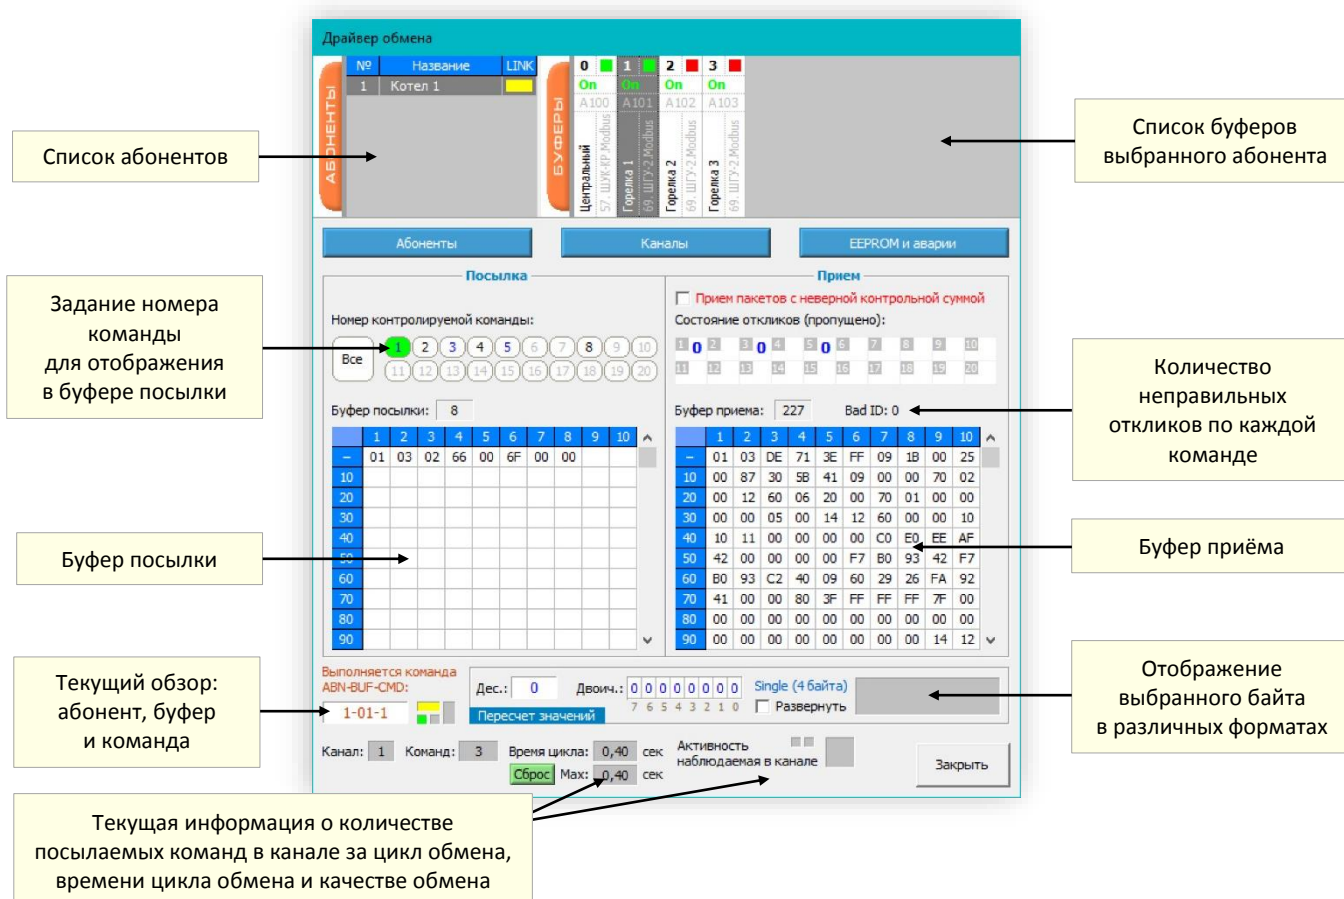 Драйвер обмена
АБОНЕНТЫ
№ Название LINK
1 Котел 1
БУФЕРЫ
0 1 2 3
On On On On
A100 A101 A102 A103
Центральный
57. ШУК-КР.Modbus
Горелка 1
69. ШГУ-2.Modbus
Горелка 2
69. ШГУ-2.Modbus
Горелка 3
69. ШГУ-2.Modbus
Список абонентов
Список буферов
выбранного абонента
Абоненты Каналы EEPROM и аварии
Посылка
Номер контролируемой команды:
Все
1 2 3 4 5 6 7 8 9 10
11 12 13 14 15 16 17 18 19 20
Буфер посылки: 8
1 2 3 4 5 6 7 8 9 10
– 01 03 02 66 00 6F 00 00
10
20
30
40
50
60
70
80
90
Прием
Прием пакетов с неверной контрольной суммой
Состояние откликов (пропущено):
1 0 2 3 0 4 5 0 6 7 8 9 10
11 12 13 14 15 16 17 18 19 20
Буфер приема: 227 Bad ID: 0
1 2 3 4 5 6 7 8 9 10
– 01 03 DE 71 3E FF 09 1B 00 25
10 00 87 30 5B 41 09 00 00 70 02
20 00 12 60 06 20 00 70 01 00 00
30 00 00 05 00 14 12 60 00 00 10
40 10 11 00 00 00 00 C0 E0 EE AF
50 42 00 00 00 00 F7 B0 93 42 F7
60 B0 93 C2 40 09 60 29 26 FA 92
70 41 00 00 80 3F FF FF FF 7F 00
80 00 00 00 00 00 00 00 00 00 00
90 00 00 00 00 00 00 00 00 14 12
Задание номера
команды
для отображения
в буфере посылки
Количество
неправильных
откликов по каждой
команде
Буфер посылки
Буфер приёма
Текущий обзор:
абонент, буфер
и команда
Отображение
выбранного байта
в различных форматах
Выполняется команда
ABN-BUF-CMD:
1-01-1
Дес.: 0 Двоич.: 0 0 0 0 0 0 0 0
7 6 5 4 3 2 1 0
Пересчет значений
Single (4 байта)
Развернуть
Канал: 1 Команд: 3 Время цикла: 0,40 сек
Сброс Max: 0,40 сек
Активность
наблюдаемая в канале
Закрыть
Текущая информация о количестве
посылаемых команд в канале за цикл обмена,
времени цикла обмена и качестве обмена